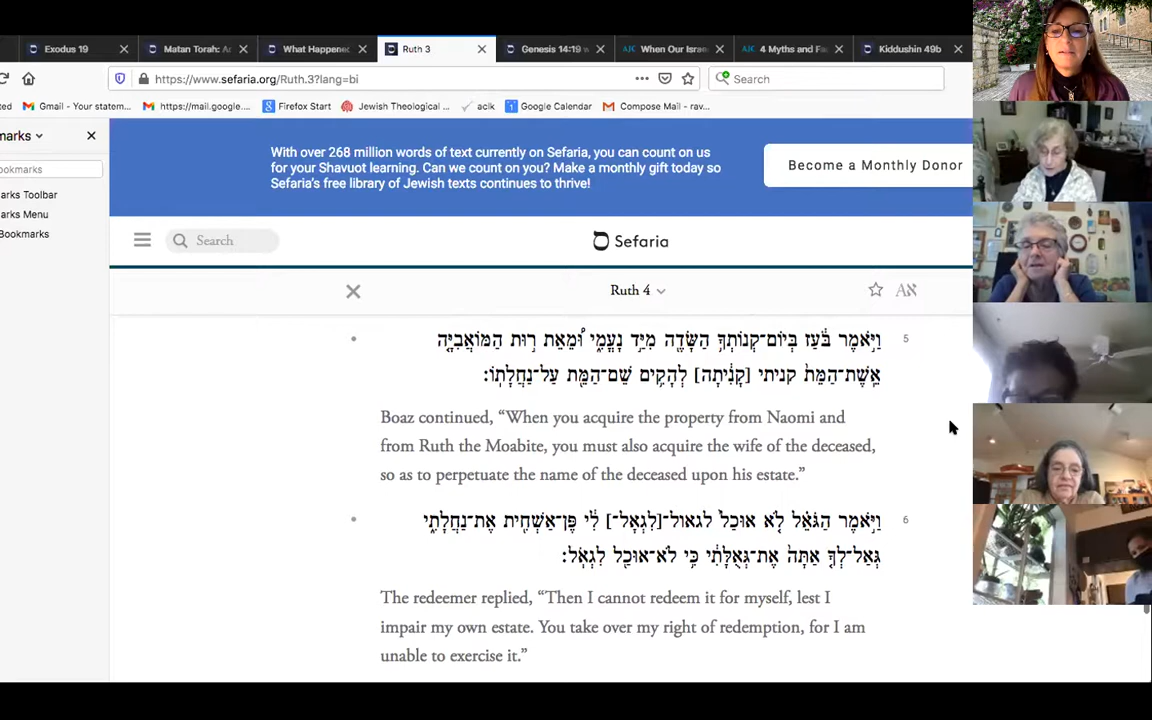 Exodus 19
Matan Torah: A
What Happene
Ruth 3
Genesis 14:19
When Our Isra
4 Myths and Fa
Kiddushin 49b
https://www.sefaria.org/Ruth.3?lang=bi
Search
Gmail - Your statem...
https://mail.google....
Firefox Start
Jewish Theological ...
acik
Google Calendar
Compose Mail - rav...
marks
ookmarks
arks Toolbar
arks Menu
Bookmarks
With over 268 million words of text currently on Sefaria, you can count on us
for your Shavuot learning. Can we count on you? Make a monthly gift today so
Sefaria's free library of Jewish texts continues to thrive!
Become a Monthly Donor
Search
Sefaria
Ruth 4
אA
5
וַיֹּ֣אמֶר בֹּ֔עַז בְּיוֹם־קְנוֹתְךָ֥ הַשָּׂדֶ֖ה מִיַּ֣ד נָעֳמִ֑י וּ֠מֵאֵת ר֣וּת הַמּוֹאֲבִיָּ֤ה
אֵֽשֶׁת־הַמֵּת֙ קניתי [קָנִ֔יתָה] לְהָקִ֥ים שֵׁם־הַמֵּ֖ת עַל־נַחֲלָתֽוֹ׃
Boaz continued, “When you acquire the property from Naomi and
from Ruth the Moabite, you must also acquire the wife of the deceased,
so as to perpetuate the name of the deceased upon his estate.”
6
וַיֹּ֣אמֶר הַגֹּאֵ֗ל לֹ֤א אוּכַל֙ לגאול־[לִגְאָל־] לִ֔י פֶּן־אַשְׁחִ֖ית אֶת־נַחֲלָתִ֑י
גְּאַל־לְךָ֤ אַתָּה֙ אֶת־גְּאֻלָּתִ֔י כִּ֥י לֹא־אוּכַ֖ל לִגְאֹֽל׃
The redeemer replied, “Then I cannot redeem it for myself, lest I
impair my own estate. You take over my right of redemption, for I am
unable to exercise it.”